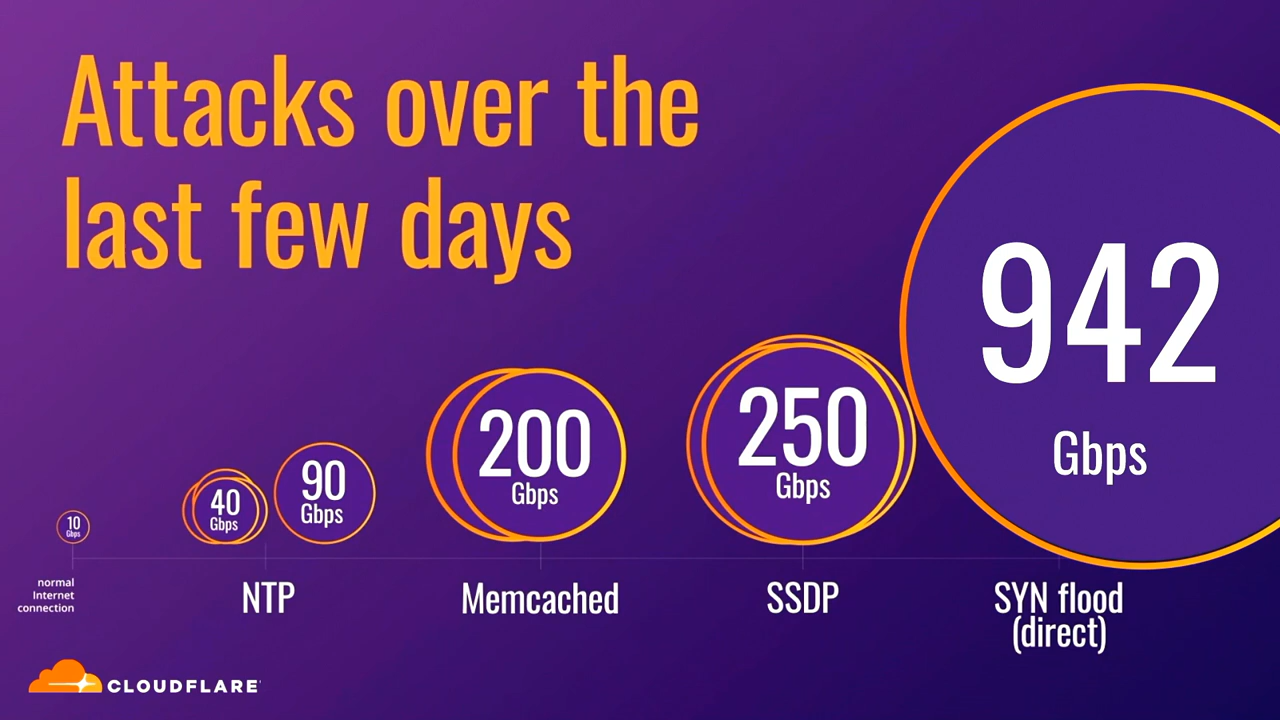 Attacks over the
last few days
10
Gbps
40
Gbps
90
Gbps
200
Gbps
250
Gbps
942
Gbps
normal
Internet
connection
NTP
Memcached
SSDP
SYN flood
(direct)
CLOUDFLARE